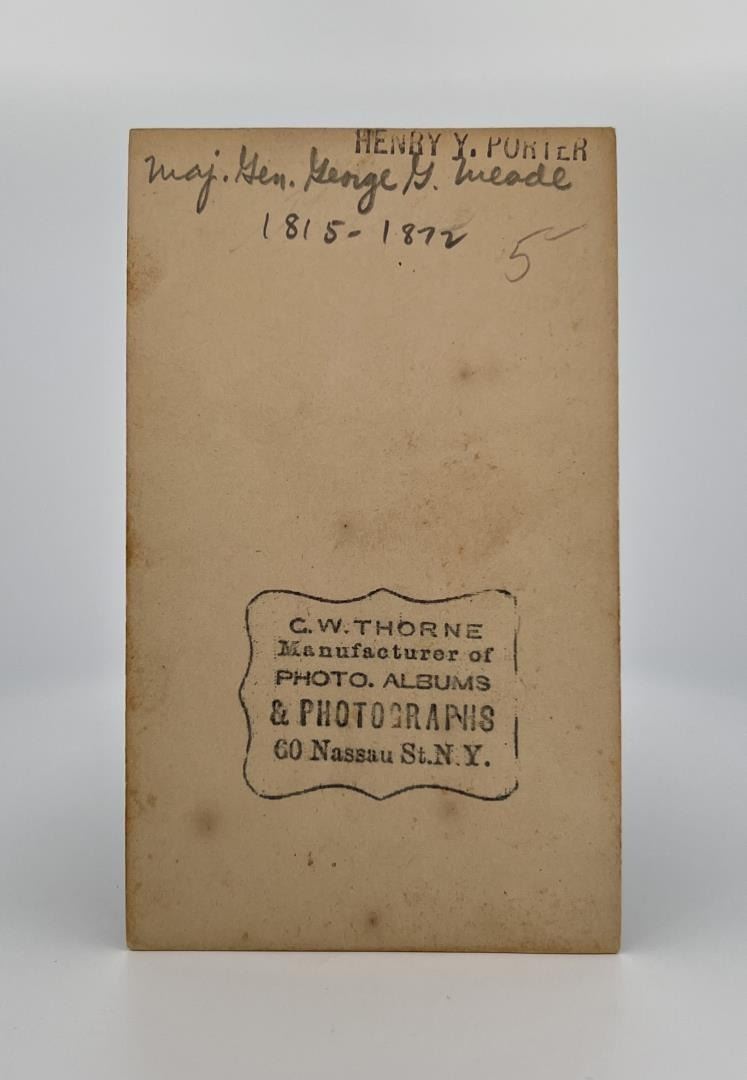 HENRY Y. PORTER
Maj. Gen. George G. Meade
1815-1872
5
C. W. THORNE
Manufacturer of
PHOTO. ALBUMS
& PHOTOGRAPHS
60 Nassau St. N.Y.